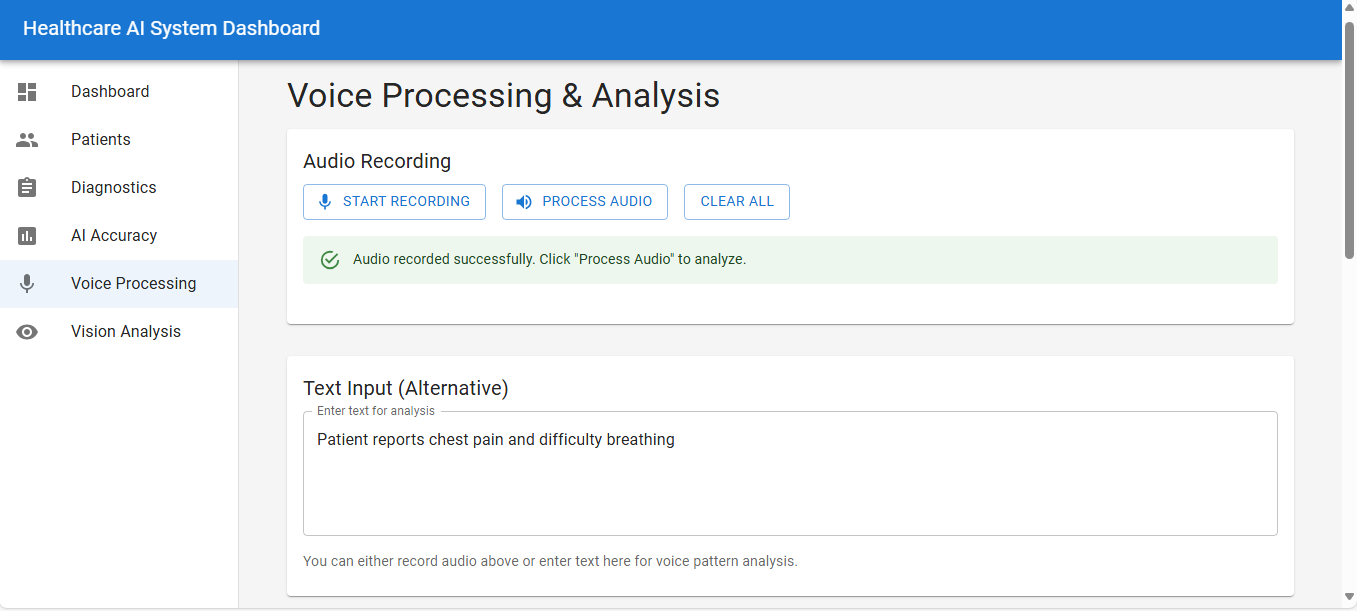 Healthcare AI System Dashboard
Dashboard
Patients
Diagnostics
AI Accuracy
Voice Processing
Vision Analysis
Voice Processing & Analysis
Audio Recording
START RECORDING
PROCESS AUDIO
CLEAR ALL
Audio recorded successfully. Click "Process Audio" to analyze.
Text Input (Alternative)
Enter text for analysis
Patient reports chest pain and difficulty breathing
You can either record audio above or enter text here for voice pattern analysis.